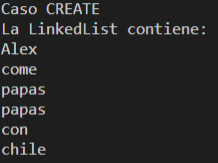 Caso CREATE
La LinkedList contiene:
Alex
come
papas
papas
con
chile